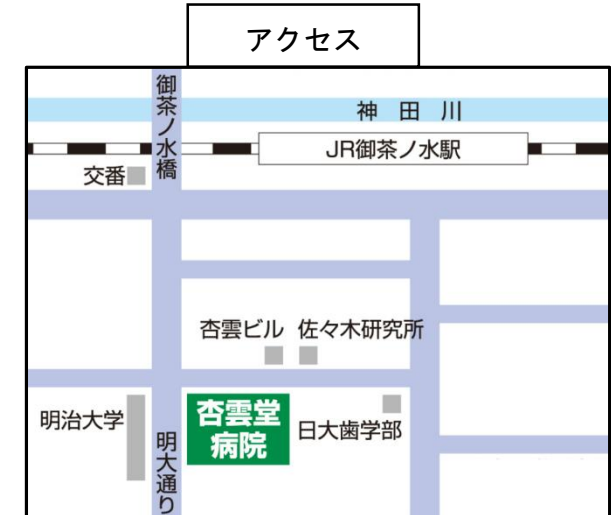 アクセス
御茶ノ水橋
神田川
JR御茶ノ水駅
交番
杏雲ビル
佐々木研究所
明治大学
杏雲堂
病院
日大歯学部
明大通り